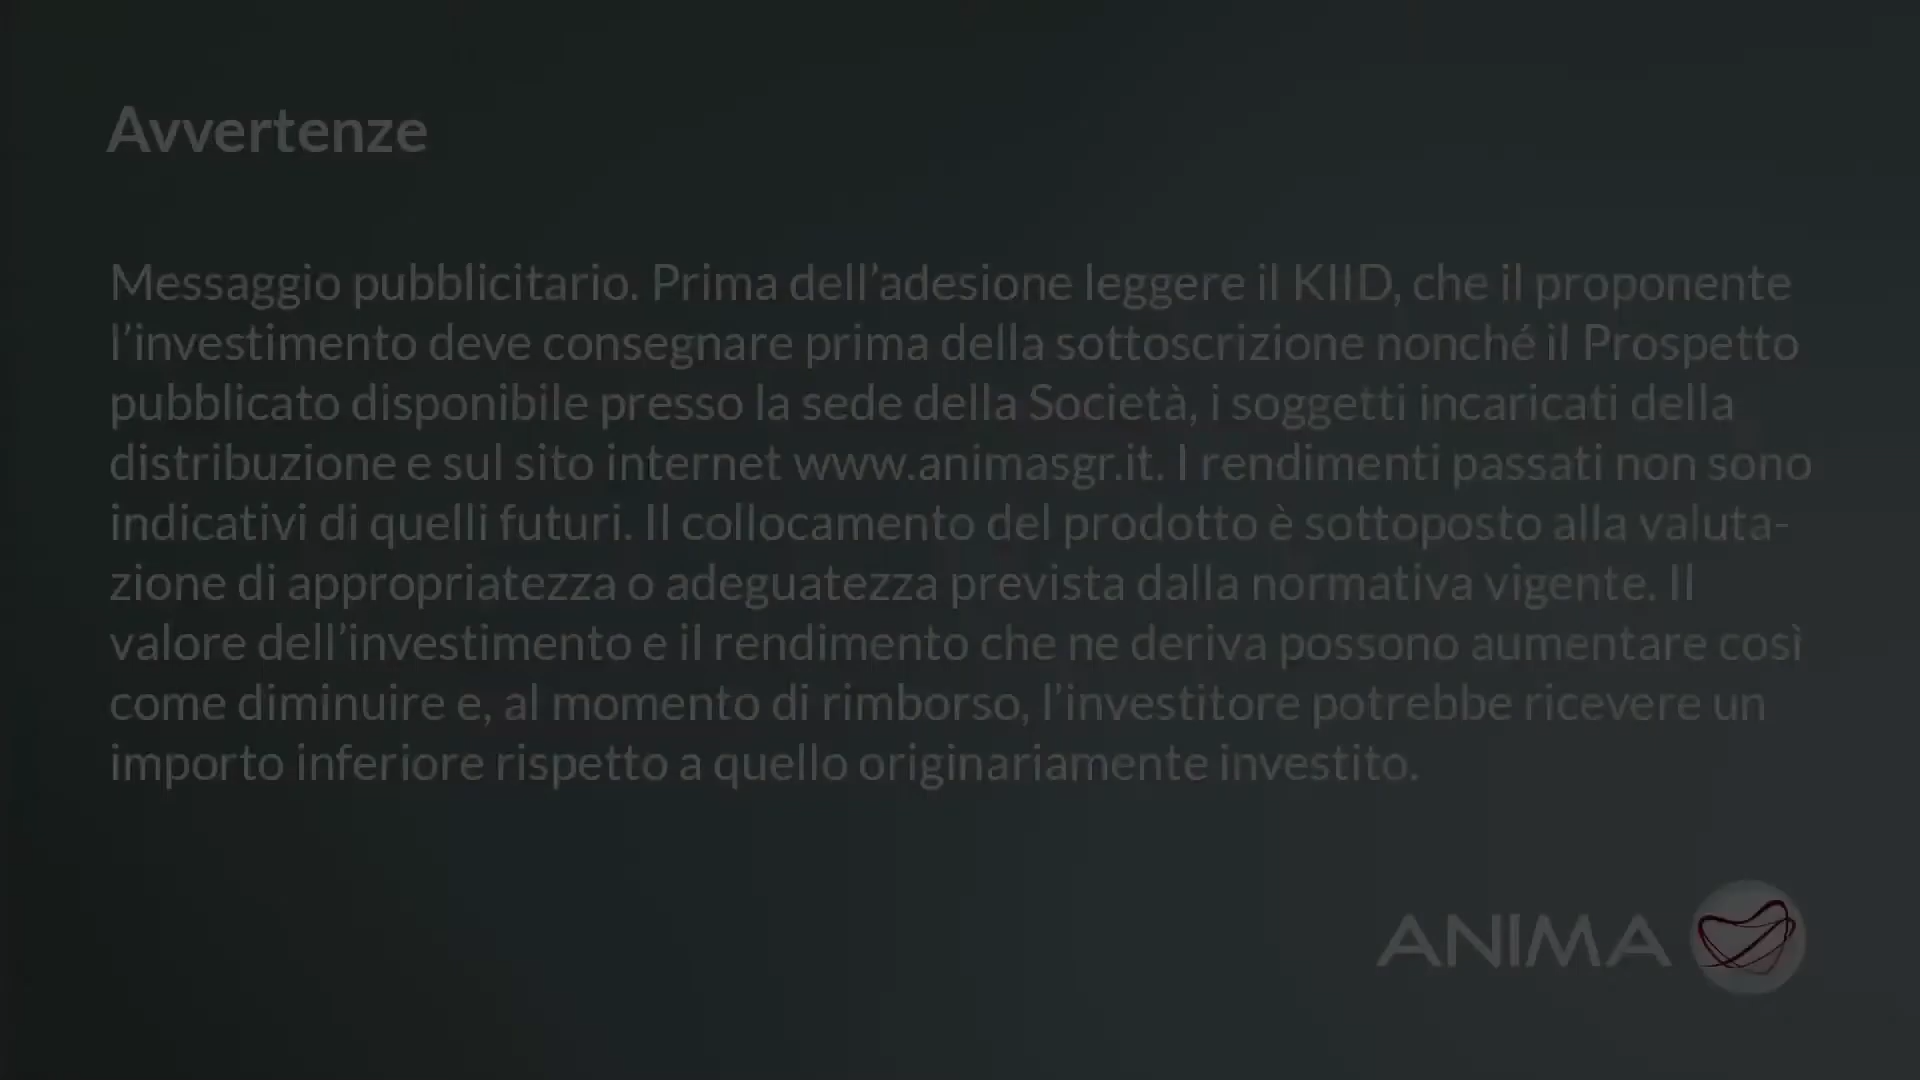 Avvertenze
Messaggio pubblicitario. Prima dell’adesione leggere il KIID, che il proponente
l’investimento deve consegnare prima della sottoscrizione nonché il Prospetto
pubblicato disponibile presso la sede della Società, i soggetti incaricati della
distribuzione e sul sito internet www.animasgr.it. I rendimenti passati non sono
indicativi di quelli futuri. Il collocamento del prodotto è sottoposto alla valuta-
zione di appropriatezza o adeguatezza prevista dalla normativa vigente. Il
valore dell’investimento e il rendimento che ne deriva possono aumentare così
come diminuire e, al momento di rimborso, l’investitore potrebbe ricevere un
importo inferiore rispetto a quello originariamente investito.
ANIMA